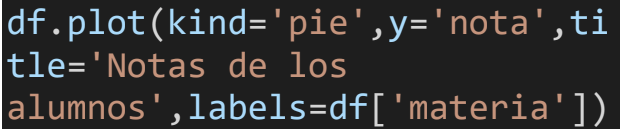 df.plot(kind='pie',y='nota',ti
tle='Notas de los
alumnos',labels=df['materia'])